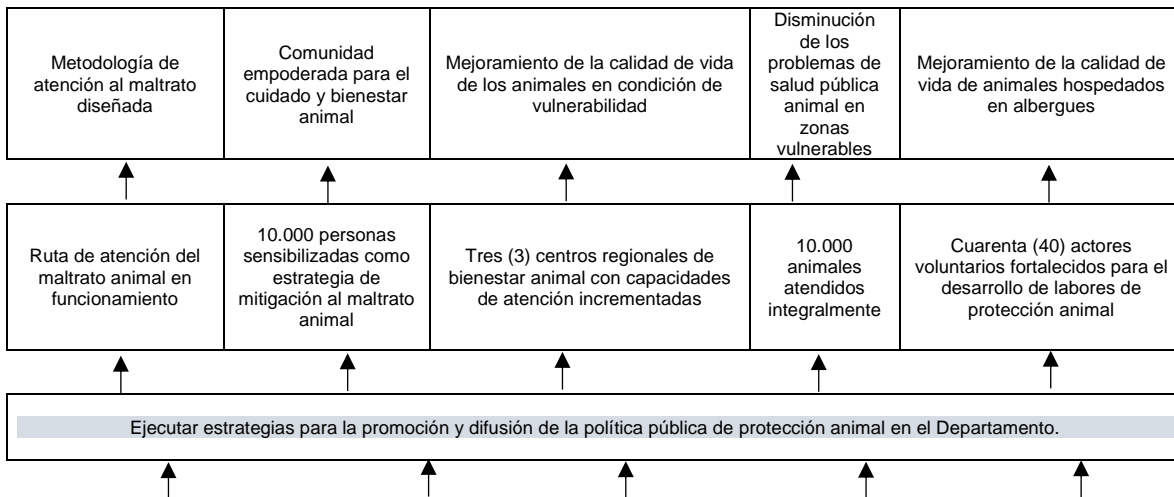 Metodología de
atención al maltrato
diseñada
Comunidad
empoderada para el
cuidado y bienestar
animal
Mejoramiento de la calidad de vida
de los animales en condición de
vulnerabilidad
Disminución
de los
problemas de
salud pública
animal en
zonas
vulnerables
Mejoramiento de la calidad de
vida de animales hospedados
en albergues
Ruta de atención del
maltrato animal en
funcionamiento
10.000 personas
sensibilizadas como
estrategia de
mitigación al maltrato
animal
Tres (3) centros regionales de
bienestar animal con capacidades
de atención incrementadas
10.000
animales
atendidos
integralmente
Cuarenta (40) actores
voluntarios fortalecidos para el
desarrollo de labores de
protección animal
Ejecutar estrategias para la promoción y difusión de la política pública de protección animal en el Departamento.